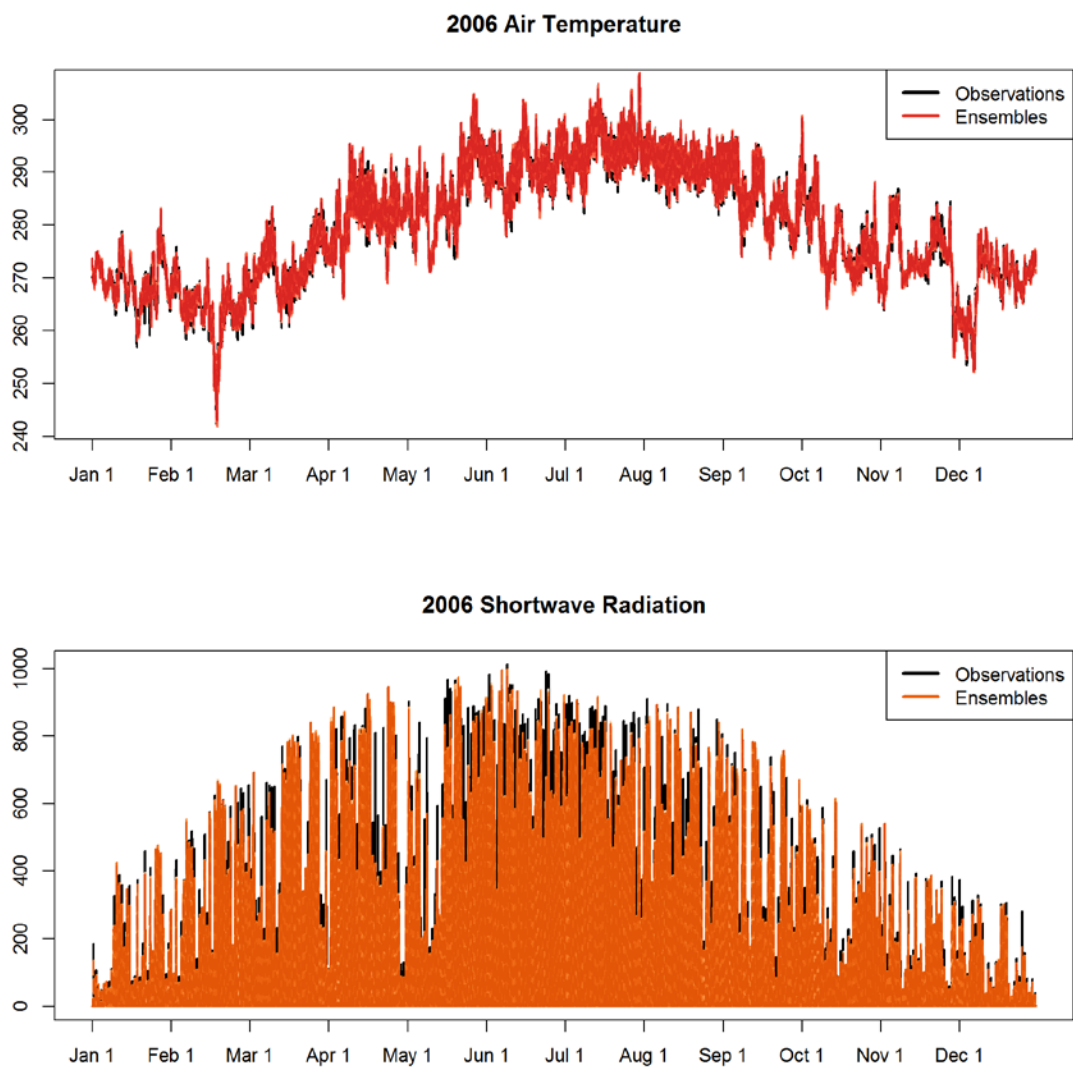 2006 Air Temperature
Observations
Ensembles
300
290
280
270
260
250
240
Jan 1 Feb 1 Mar 1 Apr 1 May 1 Jun 1 Jul 1 Aug 1 Sep 1 Oct 1 Nov 1 Dec 1
2006 Shortwave Radiation
Observations
Ensembles
1000
800
600
400
200
0
Jan 1 Feb 1 Mar 1 Apr 1 May 1 Jun 1 Jul 1 Aug 1 Sep 1 Oct 1 Nov 1 Dec 1